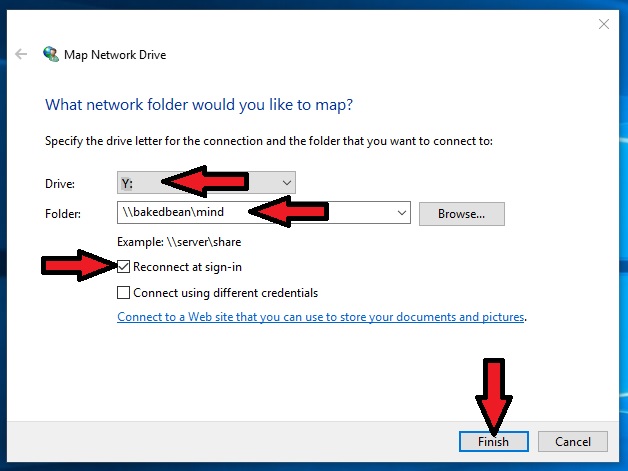 Map Network Drive
What network folder would you like to map?
Specify the drive letter for the connection and the folder that you want to connect to:
Drive: Y:
Folder: \\bakedbean\mind Browse...
Example: \\server\share
Reconnect at sign-in
Connect using different credentials
Connect to a Web site that you can use to store your documents and pictures.
Finish Cancel